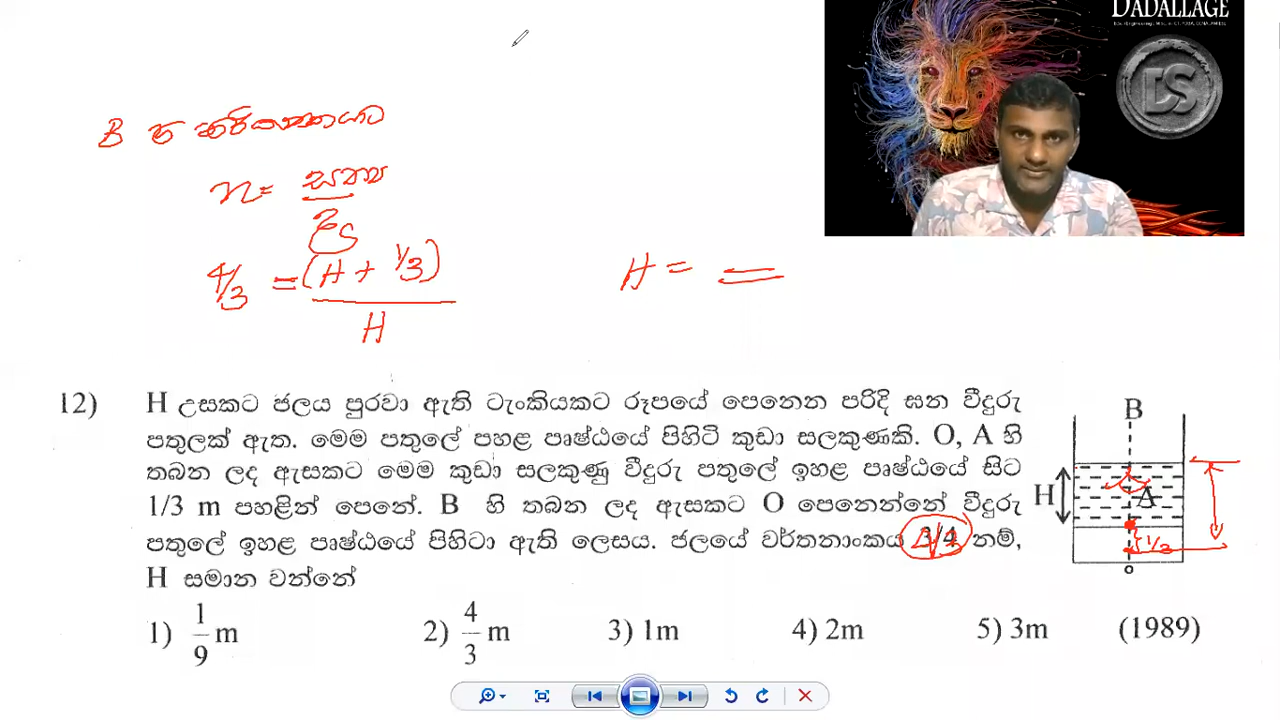 DADALLAGE
DS
B හි නිරීක්ෂකයාට
n = සත්‍ය
දෘශ්‍ය
4/3 = (H + 1/3)
H
H =
12) H උසකට ජලය පුරවා ඇති ටැංකියකට රූපයේ පෙනෙන පරිදි ඝන වීදුරු
පතුලක් ඇත. මෙම පතුලේ පහළ පෘෂ්ඨයේ පිහිටි කුඩා සලකුණකි. O, A හි
තබන ලද ඇසකට මෙම කුඩා සලකුණු වීදුරු පතුලේ ඉහළ පෘෂ්ඨයේ සිට
1/3 m පහළින් පෙනේ. B හි තබන ලද ඇසකට O පෙනෙන්නේ වීදුරු
පතුලේ ඉහළ පෘෂ්ඨයේ පිහිටා ඇති ලෙසය. ජලයේ වර්තනාංකය 3/4 නම්,
H සමාන වන්නේ
1) 1/9 m 2) 4/3 m 3) 1m 4) 2m 5) 3m (1989)
B
H
A
1/3
o